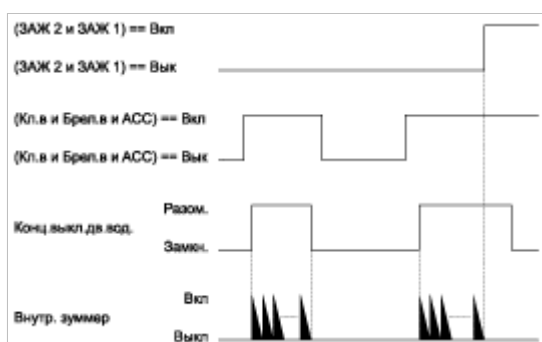 (ЗАЖ 2 и ЗАЖ 1) == Вкл
(ЗАЖ 2 и ЗАЖ 1) == Вык
(Кл.в и Брел.в и АСС) == Вкл
(Кл.в и Брел.в и АСС) == Вык
Разом.
Конц.выкл.дв.вод.
Замкн.
Вкл
Внутр. зуммер
Выкл